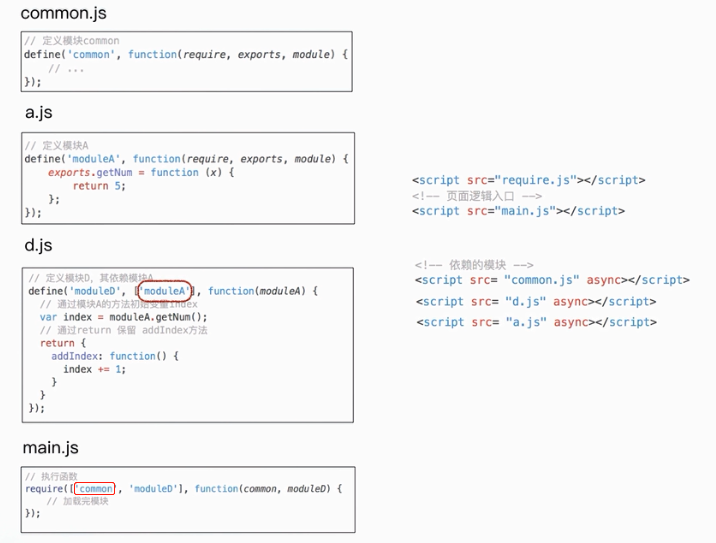 common.js
// 定义模块common
define('common', function(require, exports, module) {
// ...
});
a.js
// 定义模块A
define('moduleA', function(require, exports, module) {
exports.getNum = function (x) {
return 5;
};
});
d.js
// 定义模块D，其依赖模块A
define('moduleD', ['moduleA'], function(moduleA) {
// 通过模块A的方法初始变量index
var index = moduleA.getNum();
// 通过return 保留 addIndex方法
return {
addIndex: function() {
index += 1;
}
}
});
main.js
// 执行函数
require(['common', 'moduleD'], function(common, moduleD) {
// 加载完模块
});
<script src="require.js"></script>
<!-- 页面逻辑入口 -->
<script src="main.js"></script>
<!-- 依赖的模块 -->
<script src= "common.js" async></script>
<script src= "d.js" async></script>
<script src= "a.js" async></script>